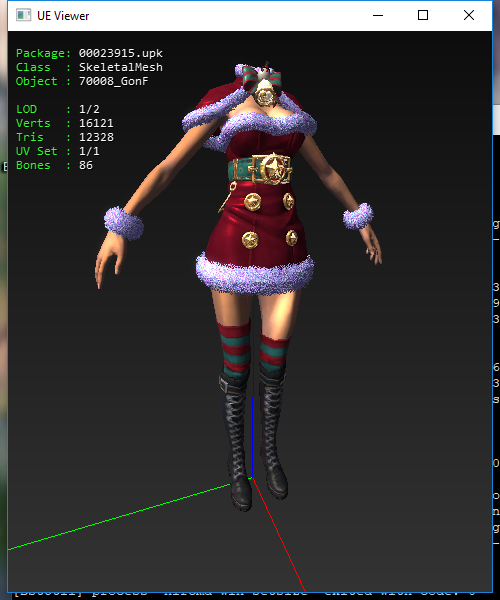 UE Viewer
Package: 00023915.upk
Class  : SkeletalMesh
Object : 70008_GonF
LOD    : 1/2
Verts  : 16121
Tris   : 12328
UV Set : 1/1
Bones  : 86